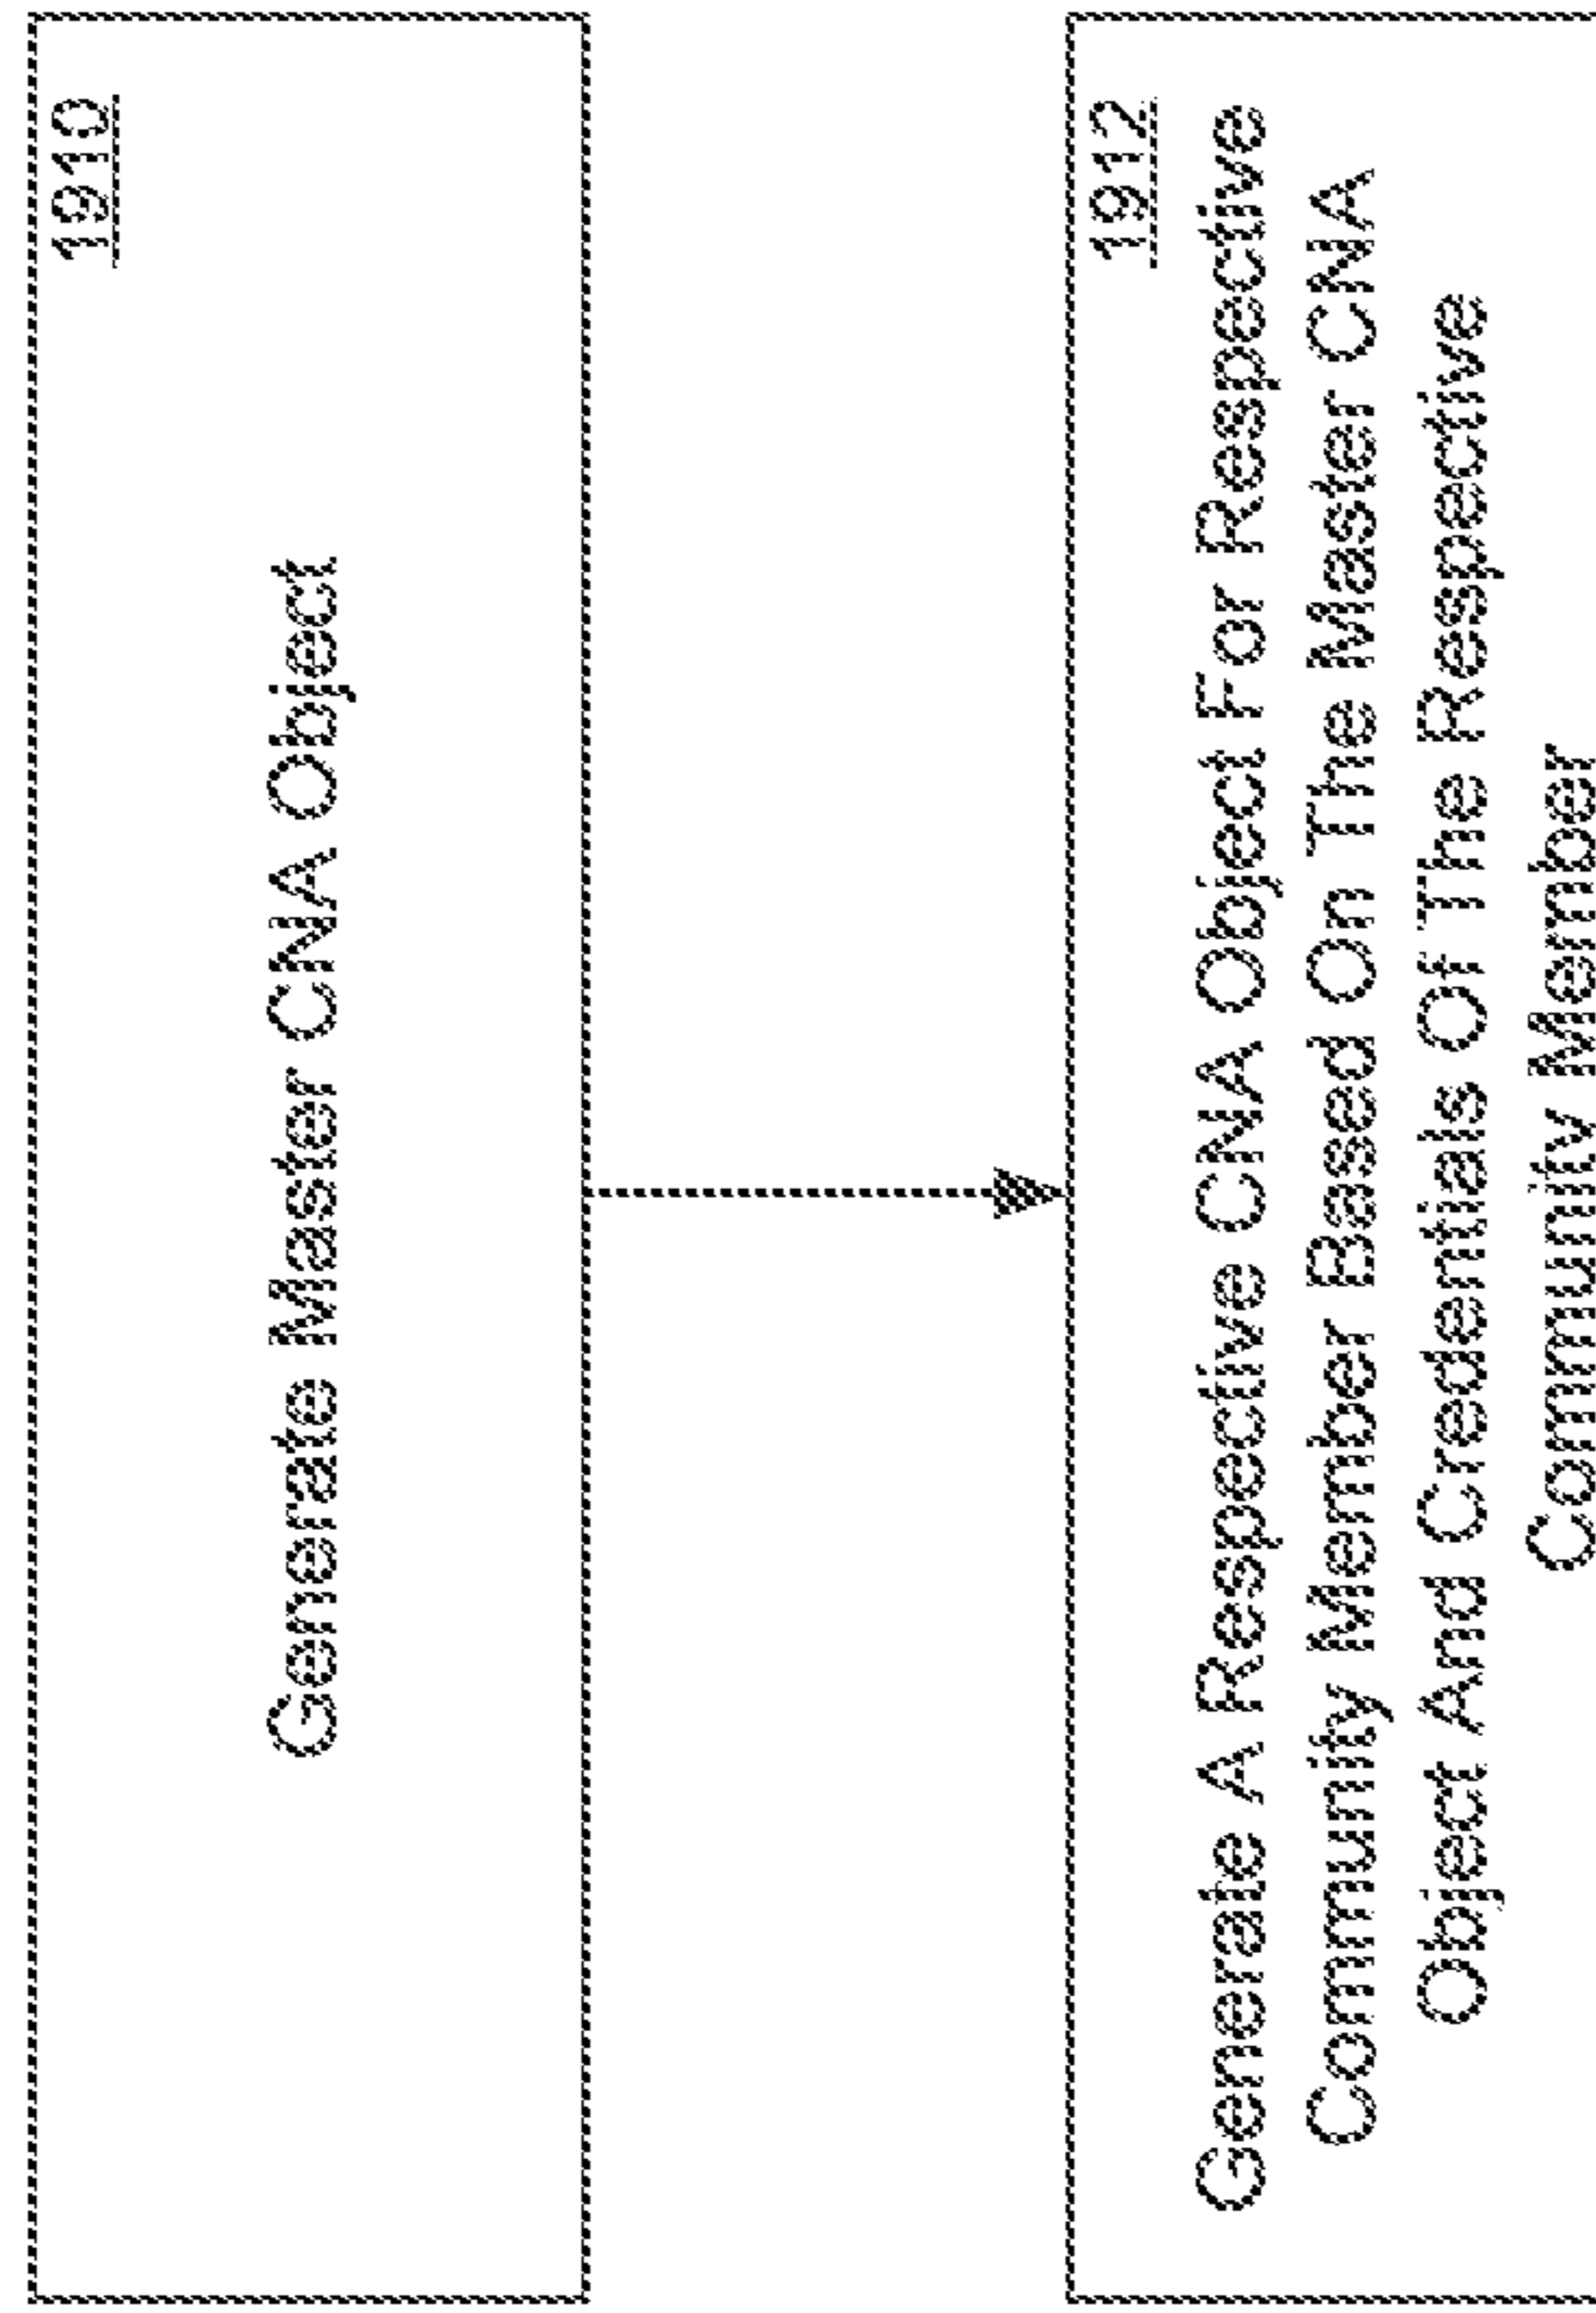 1910
Generate Master CNA Object
1912
Generate A Respective CNA Object For Respective
Community Member Based On The Master CNA
Object And Credentials Of The Respective
Community Member